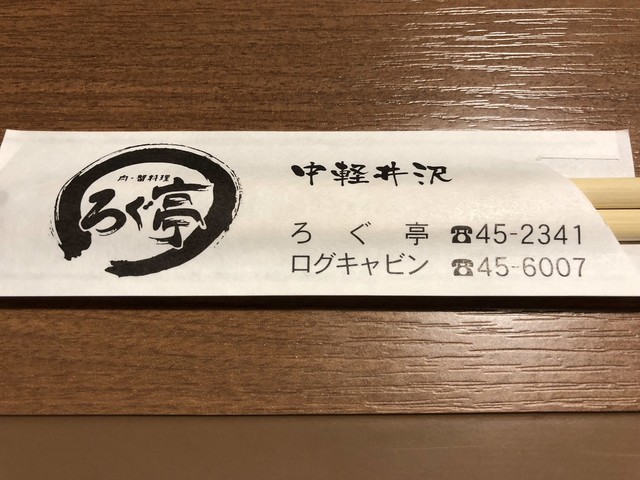 肉・蟹料理
ろぐ亭
中軽井沢
ろぐ亭 ☎45-2341
ログキャビン ☎45-6007